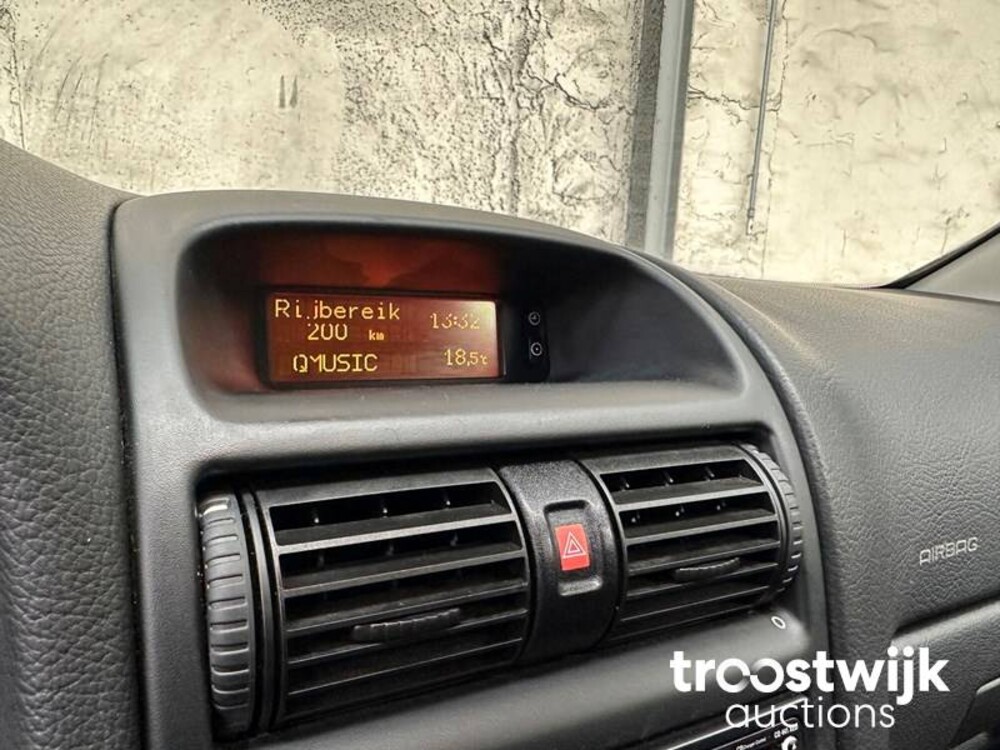 Rijbereik 13:32
200 km
QMUSIC 18,5°c
AIRBAG
troostwijk
auctions